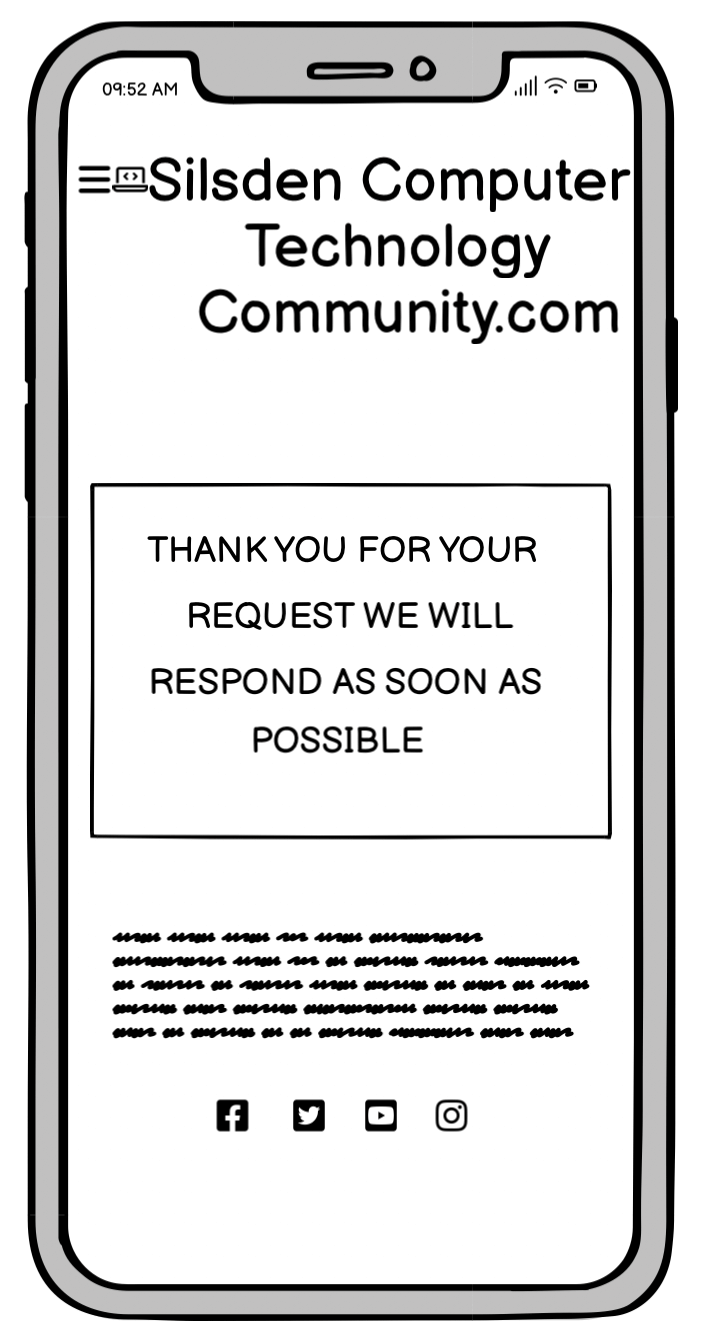 09:52 AM
Silsden Computer
Technology
Community.com
THANK YOU FOR YOUR
REQUEST WE WILL
RESPOND AS SOON AS
POSSIBLE